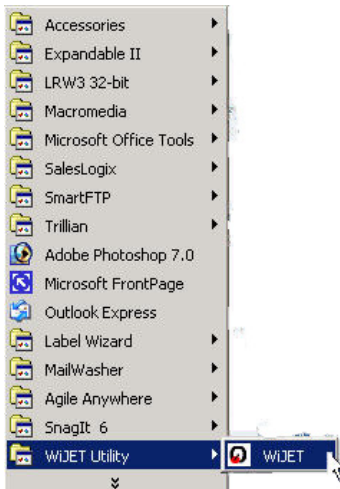 Accessories
Expandable II
LRW3 32-bit
Macromedia
Microsoft Office Tools
SalesLogix
SmartFTP
Trillian
Adobe Photoshop 7.0
Microsoft FrontPage
Outlook Express
Label Wizard
MailWasher
Agile Anywhere
SnagIt 6
WiJET Utility
WiJET